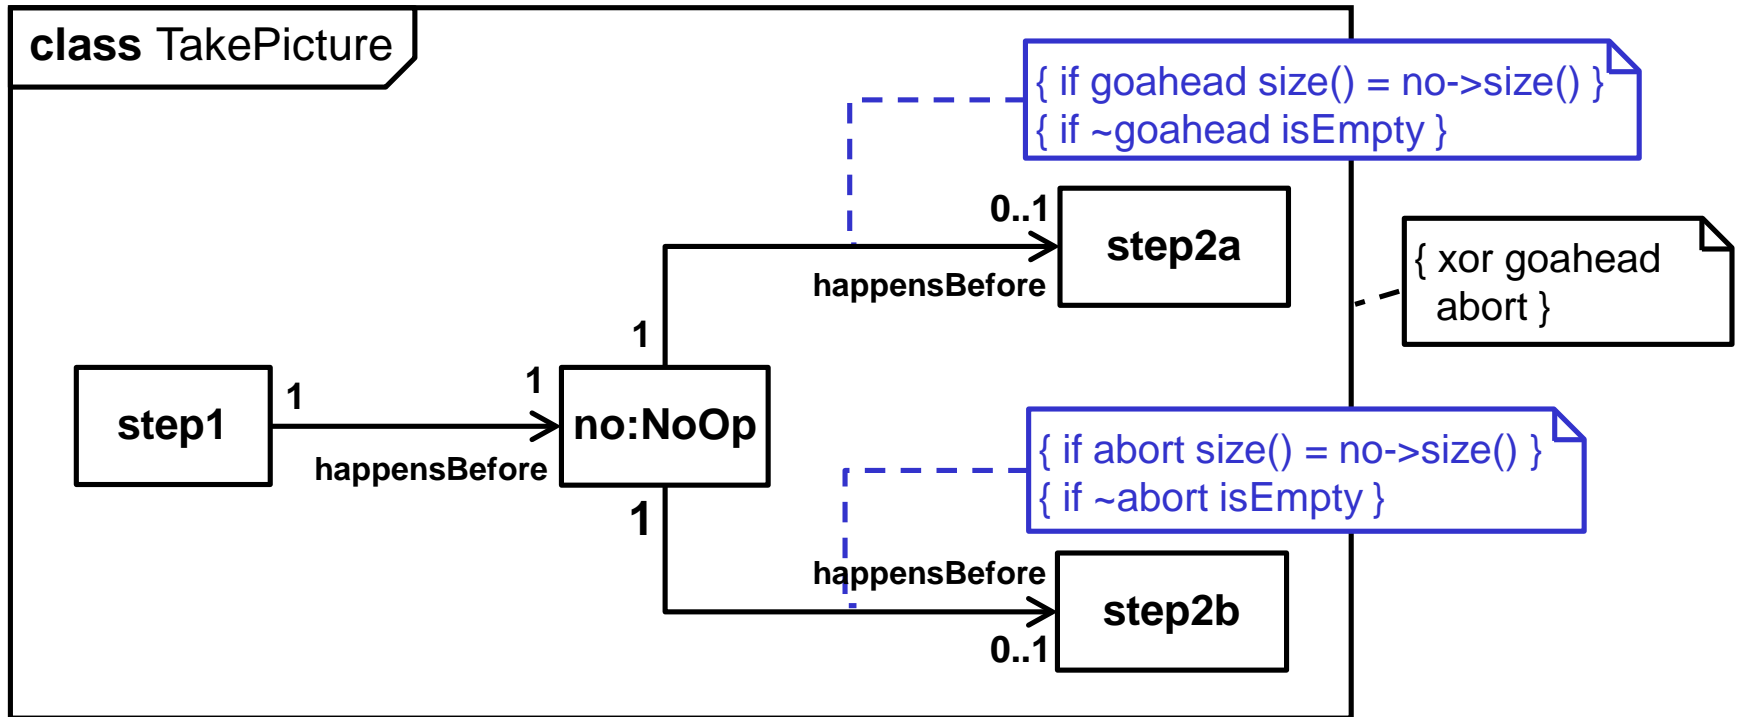 class TakePicture
{ if goahead size() = no->size() }
{ if ~goahead isEmpty }
0..1
step2a
happensBefore
{ xor goahead
abort }
1
step1
1
1
no:NoOp
happensBefore
{ if abort size() = no->size() }
{ if ~abort isEmpty }
1
happensBefore
step2b
0..1